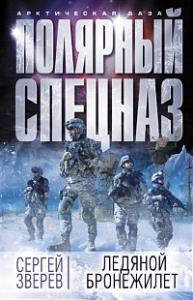 АРКТИЧЕСКАЯ БАЗА
ПОЛЯРНЫЙ
СПЕЦНАЗ
СЕРГЕЙ
ЗВЕРЕВ
ЛЕДЯНОЙ
БРОНЕЖИЛЕТ